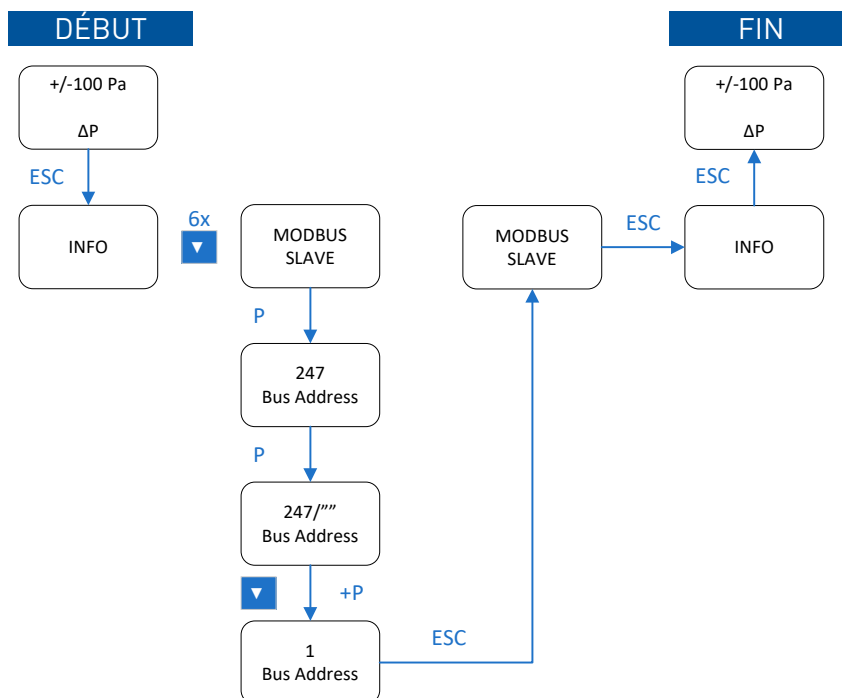 DÉBUT
FIN
+/-100 Pa
ΔP
+/-100 Pa
ΔP
ESC
ESC
INFO
6x
▼
MODBUS
SLAVE
MODBUS
SLAVE
ESC
INFO
P
247
Bus Address
P
247/””
Bus Address
▼
+P
1
Bus Address
ESC